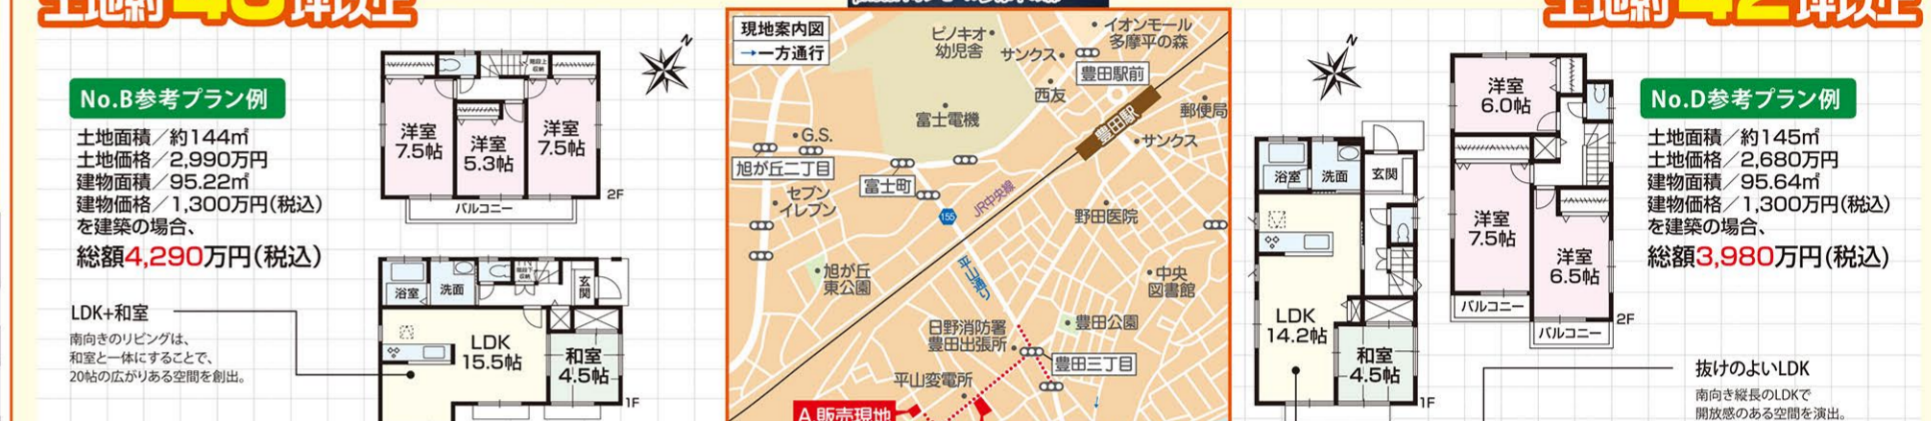 土地約43坪以上
No.B参考プラン例
土地面積／約144㎡
土地価格／2,990万円
建物面積／95.22㎡
建物価格／1,300万円(税込)
を建築の場合、
総額4,290万円(税込)
LDK+和室
南向きのリビングは、
和室と一体にすることで、
20帖の広がりある空間を創出。
N
洋室
7.5帖
洋室
5.3帖
洋室
7.5帖
バルコニー
2F
浴室
洗面
玄関
LDK
15.5帖
和室
4.5帖
1F
現地案内図
→一方通行
ピノキオ
幼児舎
サンクス
イオンモール
多摩平の森
豊田駅前
西友
富士電機
豊田駅
郵便局
サンクス
G.S.
旭が丘二丁目
富士町
セブン
イレブン
155
JR中央線
野田医院
平山通り
旭が丘
東公園
中央
図書館
日野消防署
豊田出張所
豊田公園
豊田三丁目
平山変電所
A 販売現地
土地約42坪以上
N
浴室
洗面
玄関
LDK
14.2帖
和室
4.5帖
1F
洋室
6.0帖
洋室
7.5帖
洋室
6.5帖
バルコニー
バルコニー
2F
No.D参考プラン例
土地面積／約145㎡
土地価格／2,680万円
建物面積／95.64㎡
建物価格／1,300万円(税込)
を建築の場合、
総額3,980万円(税込)
抜けのよいLDK
南向き縦長のLDKで
開放感のある空間を演出。